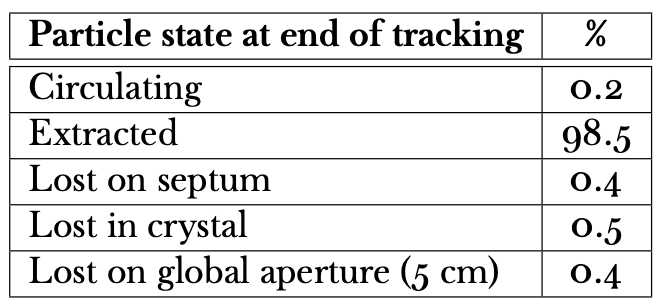 Particle state at end of tracking %
Circulating 0.2
Extracted 98.5
Lost on septum 0.4
Lost in crystal 0.5
Lost on global aperture (5 cm) 0.4